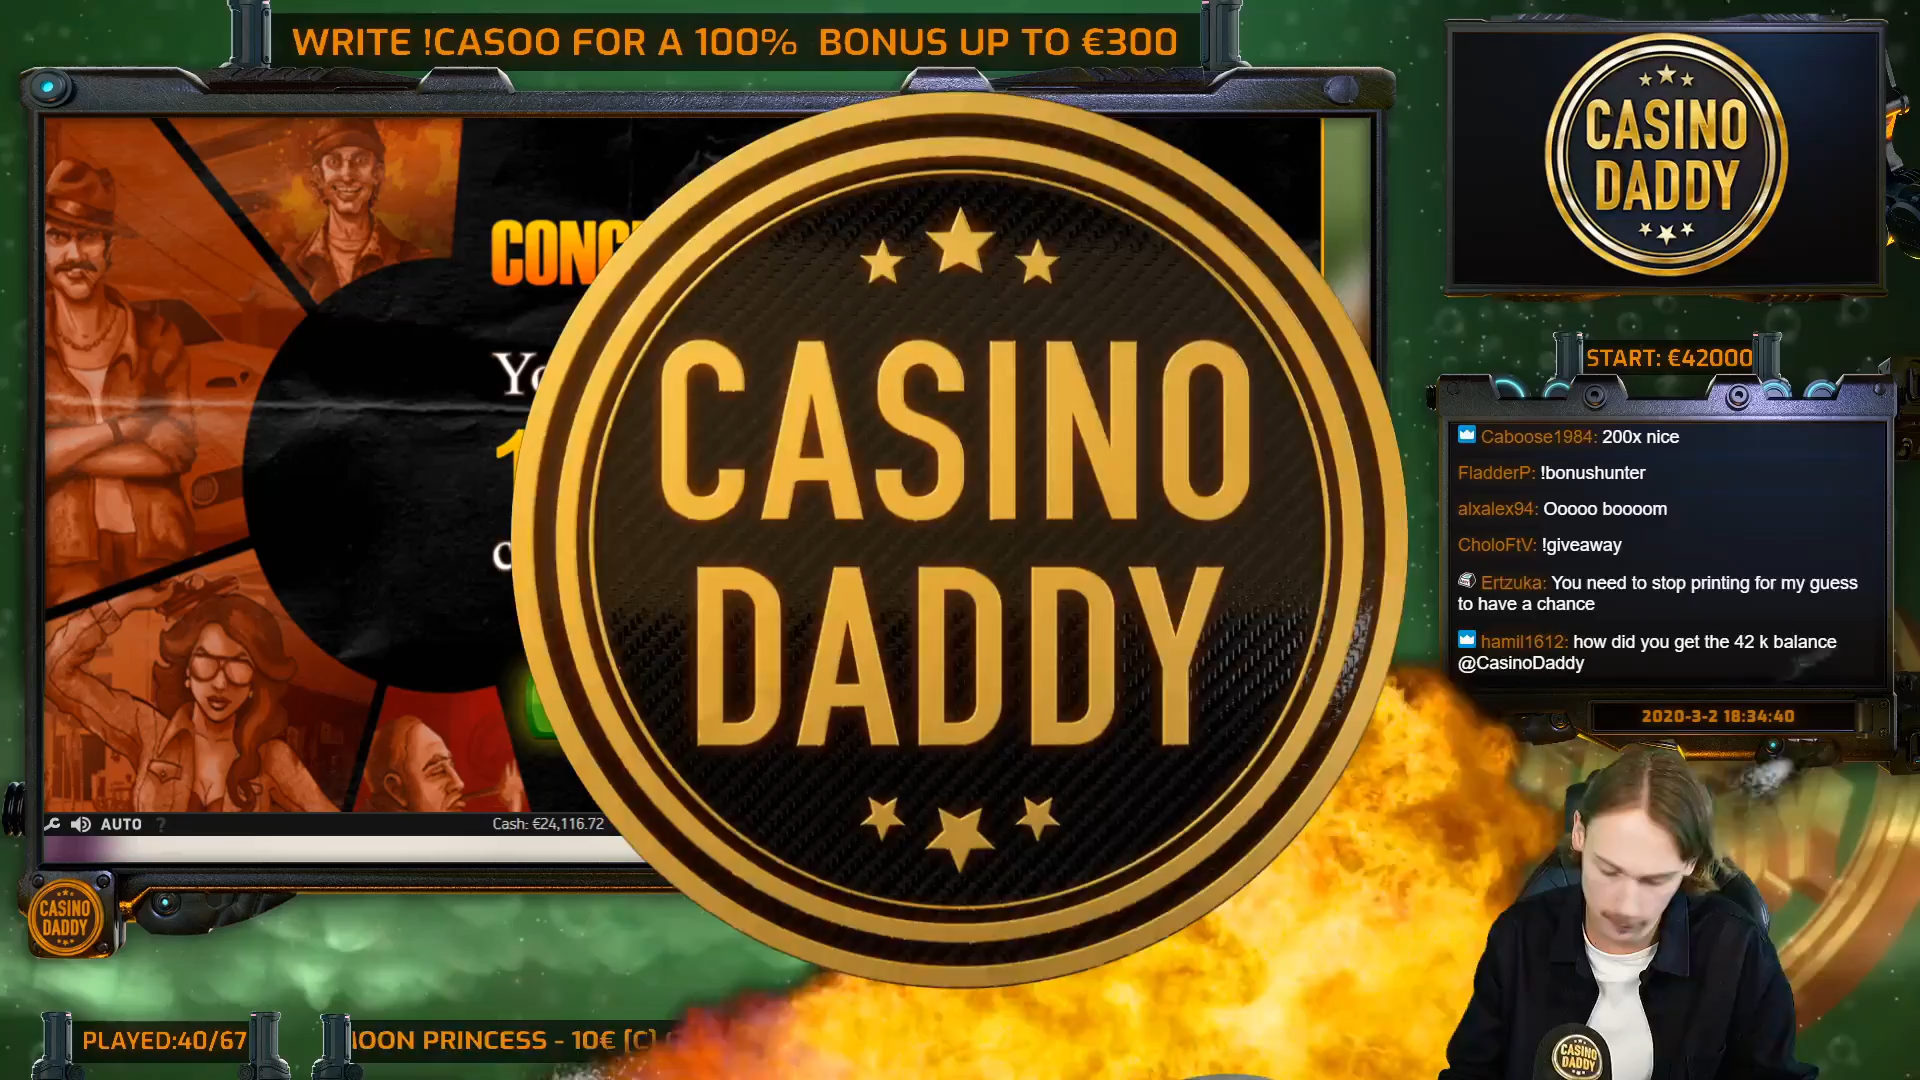 WRITE !CASOO FOR A 100% BONUS UP TO €300
CASINO
DADDY
START: €42000
Caboose1984: 200x nice
FladderP: !bonushunter
alxalex94: Ooooo boooom
CholoFtV: !giveaway
Ertzuka: You need to stop printing for my guess
to have a chance
hamil1612: how did you get the 42 k balance
@CasinoDaddy
2020-3-2 18:34:40
CASINO
DADDY
AUTO ?
Cash: €24,116.72
CASINO
DADDY
PLAYED:40/67
MOON PRINCESS - 10€ (C)
CASINO
DADDY